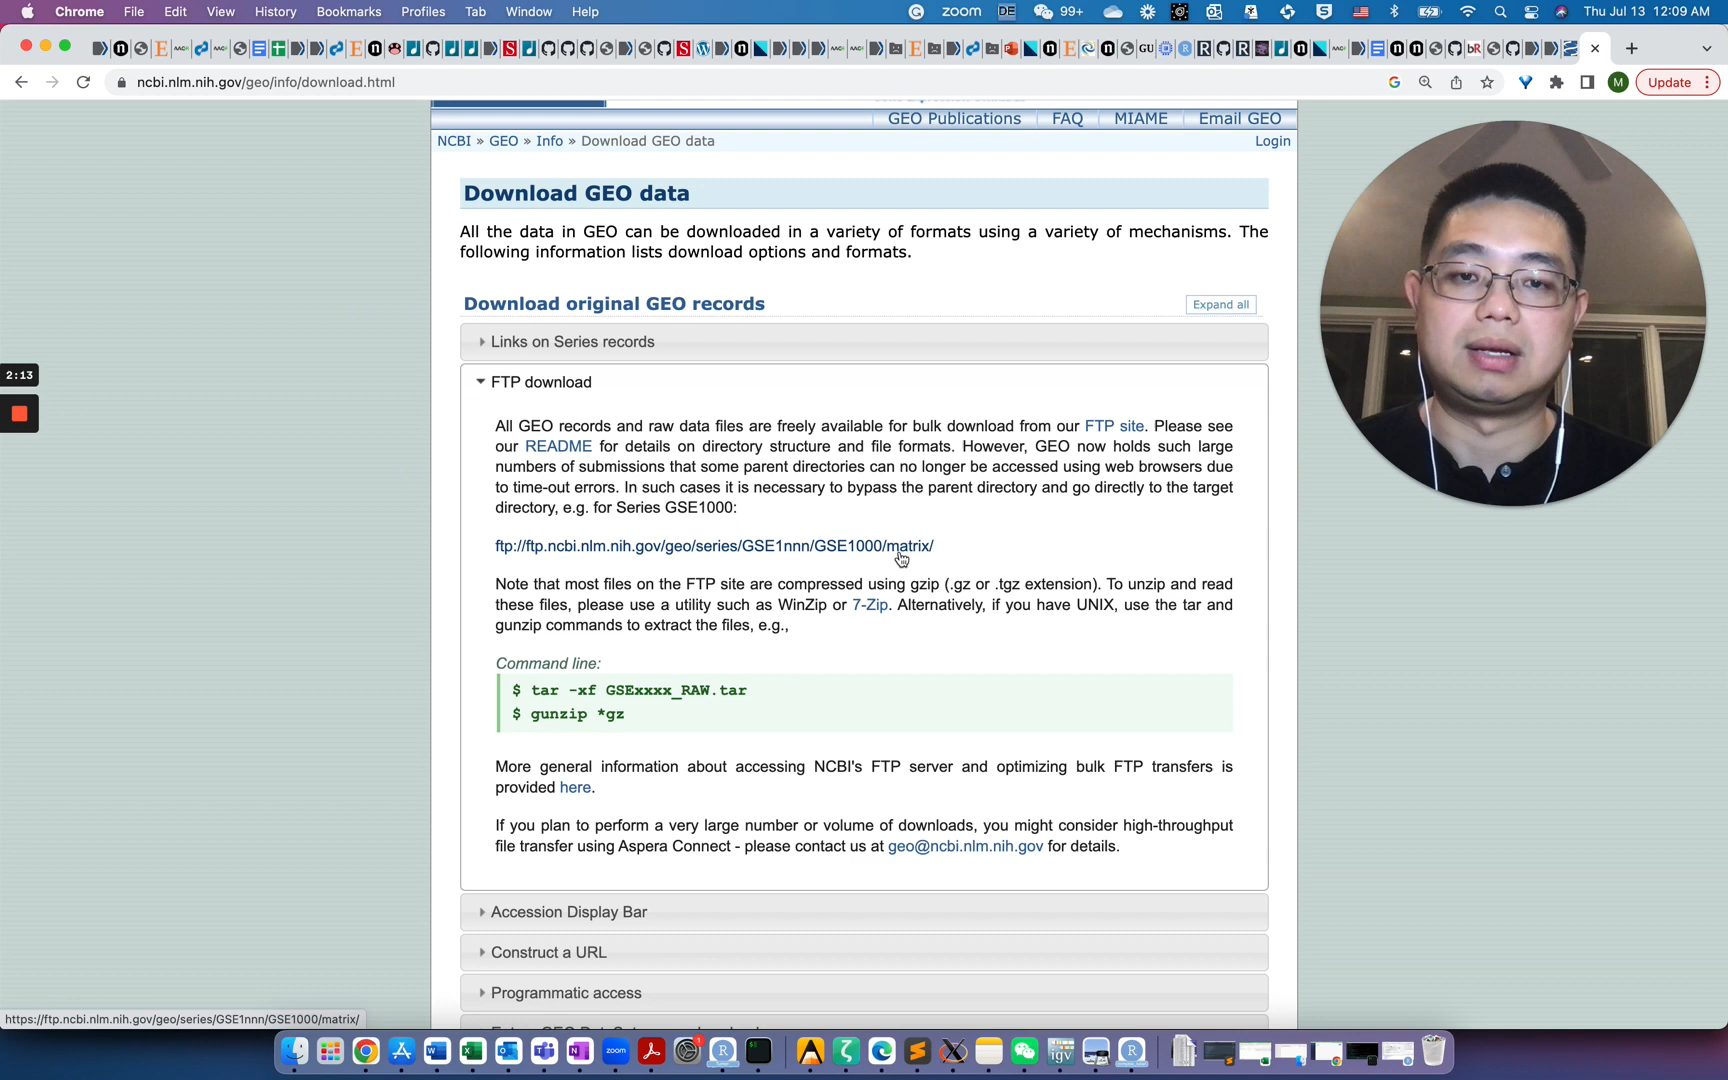 Chrome File Edit View History Bookmarks Profiles Tab Window Help
zoom DE 99+ Thu Jul 13 12:09 AM
ncbi.nlm.nih.gov/geo/info/download.html
M Update
GEO Publications FAQ MIAME Email GEO
NCBI » GEO » Info » Download GEO data Login
Download GEO data
All the data in GEO can be downloaded in a variety of formats using a variety of mechanisms. The
following information lists download options and formats.
Download original GEO records Expand all
Links on Series records
2:13
FTP download
All GEO records and raw data files are freely available for bulk download from our FTP site. Please see
our README for details on directory structure and file formats. However, GEO now holds such large
numbers of submissions that some parent directories can no longer be accessed using web browsers due
to time-out errors. In such cases it is necessary to bypass the parent directory and go directly to the target
directory, e.g. for Series GSE1000:
ftp://ftp.ncbi.nlm.nih.gov/geo/series/GSE1nnn/GSE1000/matrix/
Note that most files on the FTP site are compressed using gzip (.gz or .tgz extension). To unzip and read
these files, please use a utility such as WinZip or 7-Zip. Alternatively, if you have UNIX, use the tar and
gunzip commands to extract the files, e.g.,
Command line:
$ tar -xf GSExxxx_RAW.tar
$ gunzip *gz
More general information about accessing NCBI's FTP server and optimizing bulk FTP transfers is
provided here.
If you plan to perform a very large number or volume of downloads, you might consider high-throughput
file transfer using Aspera Connect - please contact us at geo@ncbi.nlm.nih.gov for details.
Accession Display Bar
Construct a URL
Programmatic access
https://ftp.ncbi.nlm.nih.gov/geo/series/GSE1nnn/GSE1000/matrix/
zoom
igv